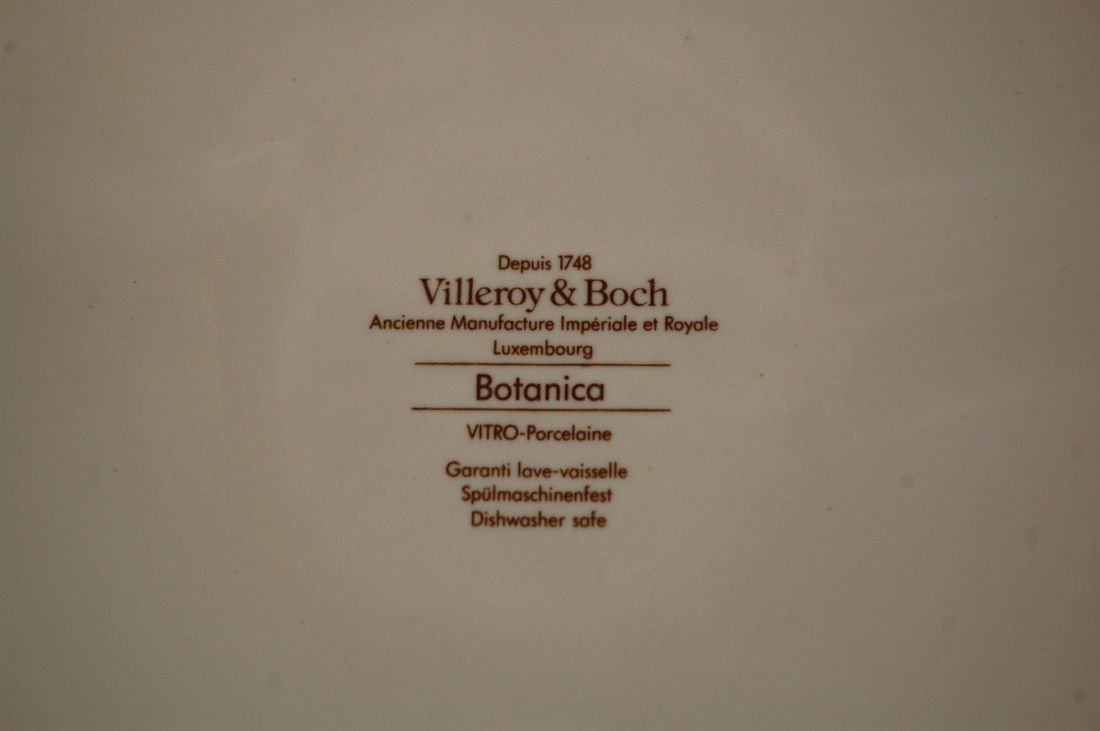 Depuis 1748
Villeroy & Boch
Ancienne Manufacture Impériale et Royale
Luxembourg
Botanica
VITRO-Porcelaine
Garanti lave-vaisselle
Spülmaschinenfest
Dishwasher safe